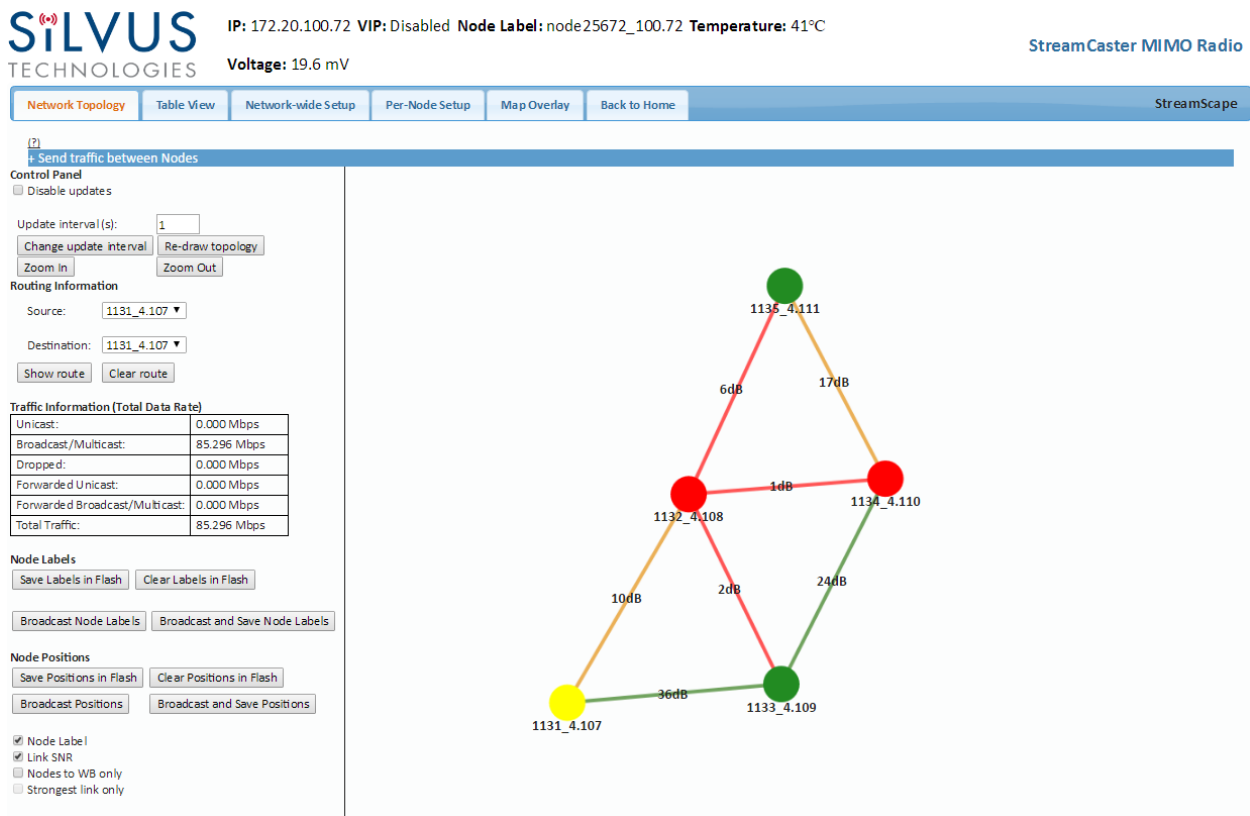 SiLVUS
TECHNOLOGIES
IP: 172.20.100.72 VIP: Disabled Node Label: node25672_100.72 Temperature: 41°C
Voltage: 19.6 mV
StreamCaster MIMO Radio
Network Topology
Table View
Network-wide Setup
Per-Node Setup
Map Overlay
Back to Home
StreamScape
(?)
+ Send traffic between Nodes
Control Panel
Disable updates
Update interval(s): 1
Change update interval Re-draw topology
Zoom In Zoom Out
Routing Information
Source: 1131_4.107
Destination: 1131_4.107
Show route Clear route
Traffic Information (Total Data Rate)
Unicast: 0.000 Mbps
Broadcast/Multicast: 85.296 Mbps
Dropped: 0.000 Mbps
Forwarded Unicast: 0.000 Mbps
Forwarded Broadcast/Multicast: 0.000 Mbps
Total Traffic: 85.296 Mbps
Node Labels
Save Labels in Flash Clear Labels in Flash
Broadcast Node Labels Broadcast and Save Node Labels
Node Positions
Save Positions in Flash Clear Positions in Flash
Broadcast Positions Broadcast and Save Positions
Node Label
Link SNR
Nodes to WB only
Strongest link only
1135_4.111
6dB
17dB
1dB
1134_4.110
1132_4.108
24dB
2dB
10dB
36dB
1133_4.109
1131_4.107